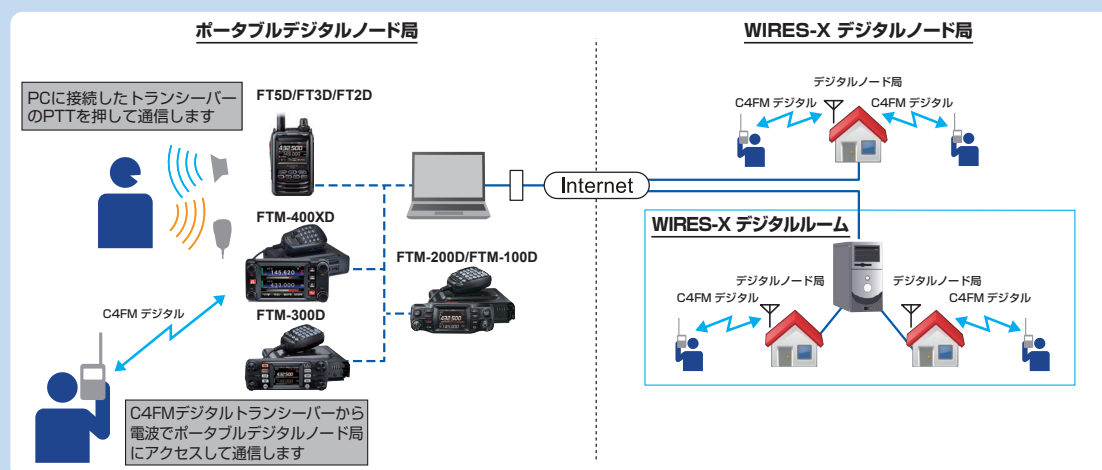 ポータブルデジタルノード局
PCに接続したトランシーバー
のPTTを押して通信します
FT5D/FT3D/FT2D
432.500
FTM-400XD
145.620
433.000
FTM-200D/FTM-100D
432.500
145.000
C4FM デジタル
FTM-300D
432.500
C4FMデジタルトランシーバーから
電波でポータブルデジタルノード局
にアクセスして通信します
Internet
WIRES-X デジタルノード局
デジタルノード局
C4FM デジタル
C4FM デジタル
WIRES-X デジタルルーム
デジタルノード局
デジタルノード局
C4FM デジタル
C4FM デジタル